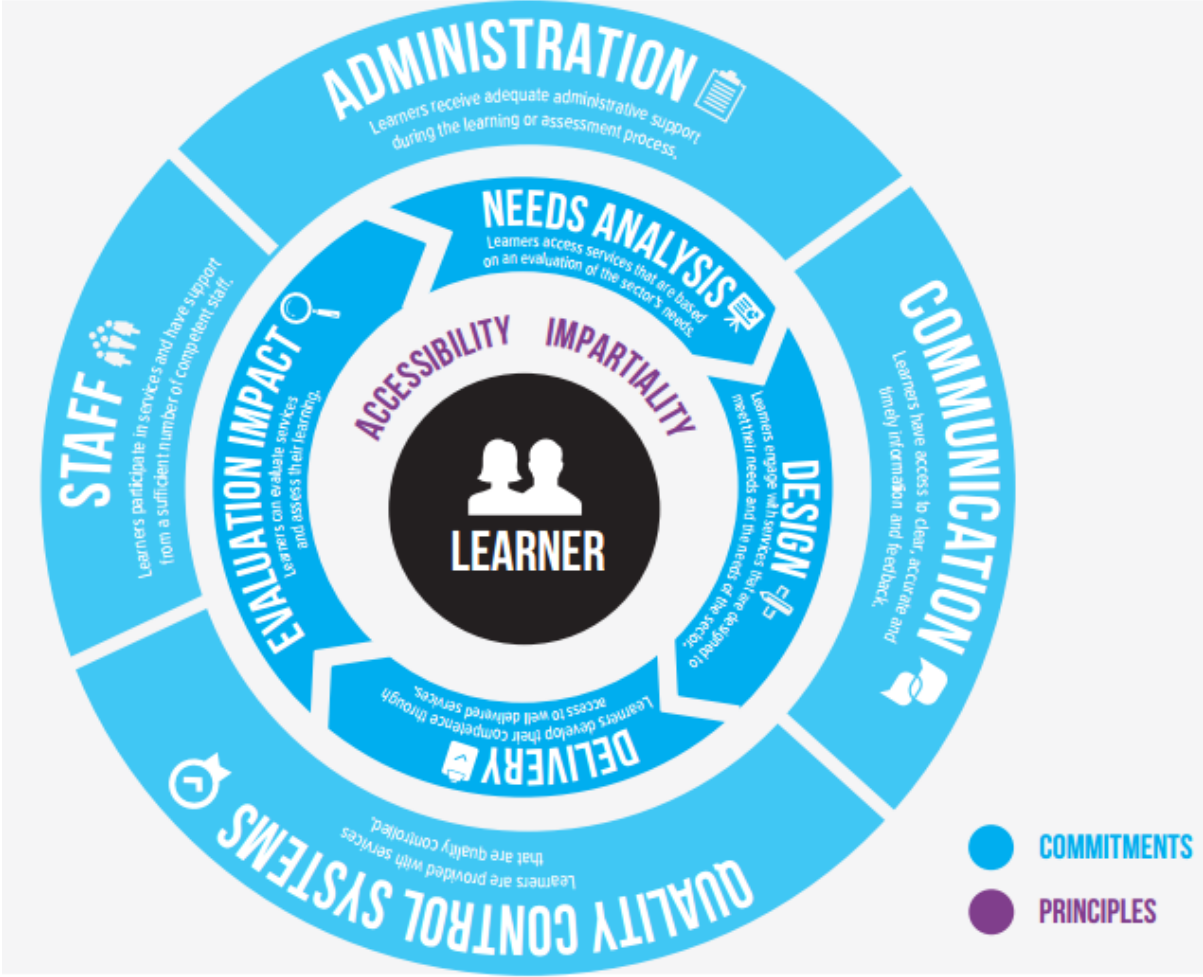 ADMINISTRATION
Learners receive adequate administrative support
during the learning or assessment process.
COMMUNICATION
Learners have access to clear, accurate and
timely information and feedback.
QUALITY CONTROL SYSTEMS
Learners are provided with services
that are quality controlled.
STAFF
Learners participate in services and have support
from a sufficient number of competent staff.
NEEDS ANALYSIS
Learners access services that are based
on an evaluation of the sector's needs.
DESIGN
Learners engage with services that are designed to
meet their needs and the needs of the sector.
DELIVERY
Learners develop their competence through
access to well delivered services.
EVALUATION IMPACT
Learners can evaluate services
and assess their learning.
ACCESSIBILITY
IMPARTIALITY
LEARNER
COMMITMENTS
PRINCIPLES